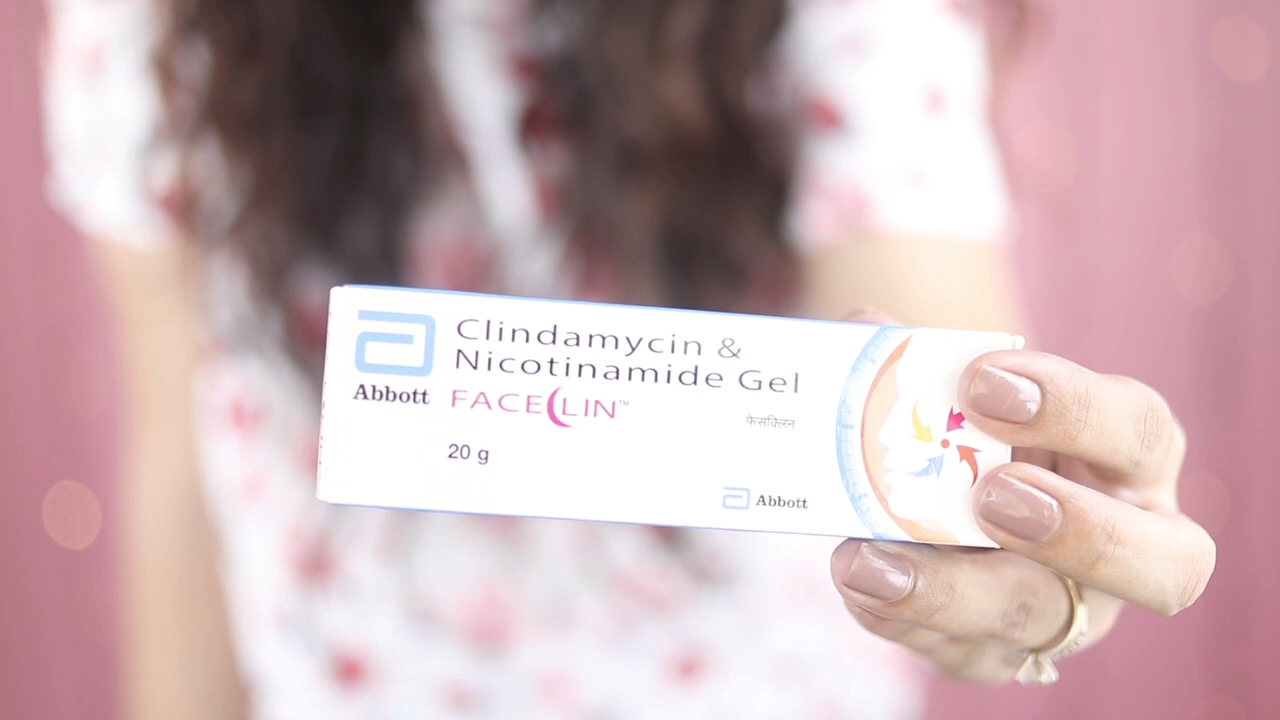 Abbott
Clindamycin &
Nicotinamide Gel
FACECLIN™
फेसक्लिन
20 g
Abbott